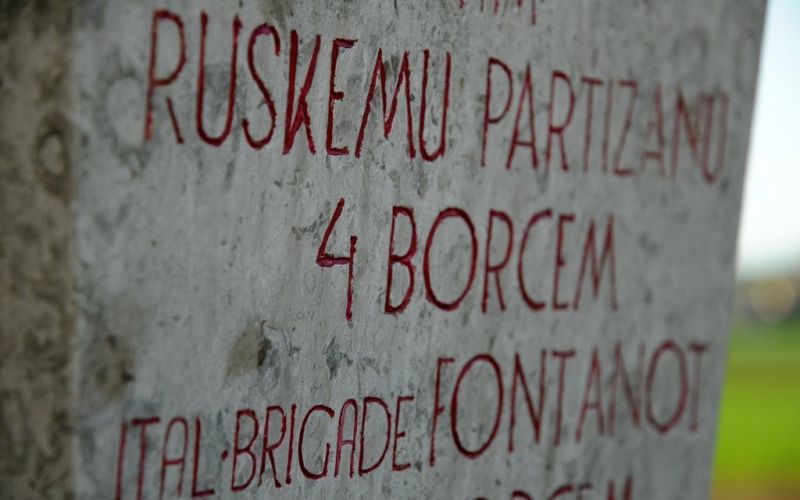 RUSKEMU PARTIZANU
4 BORCEM
ITAL·BRIGADE FONTANOT